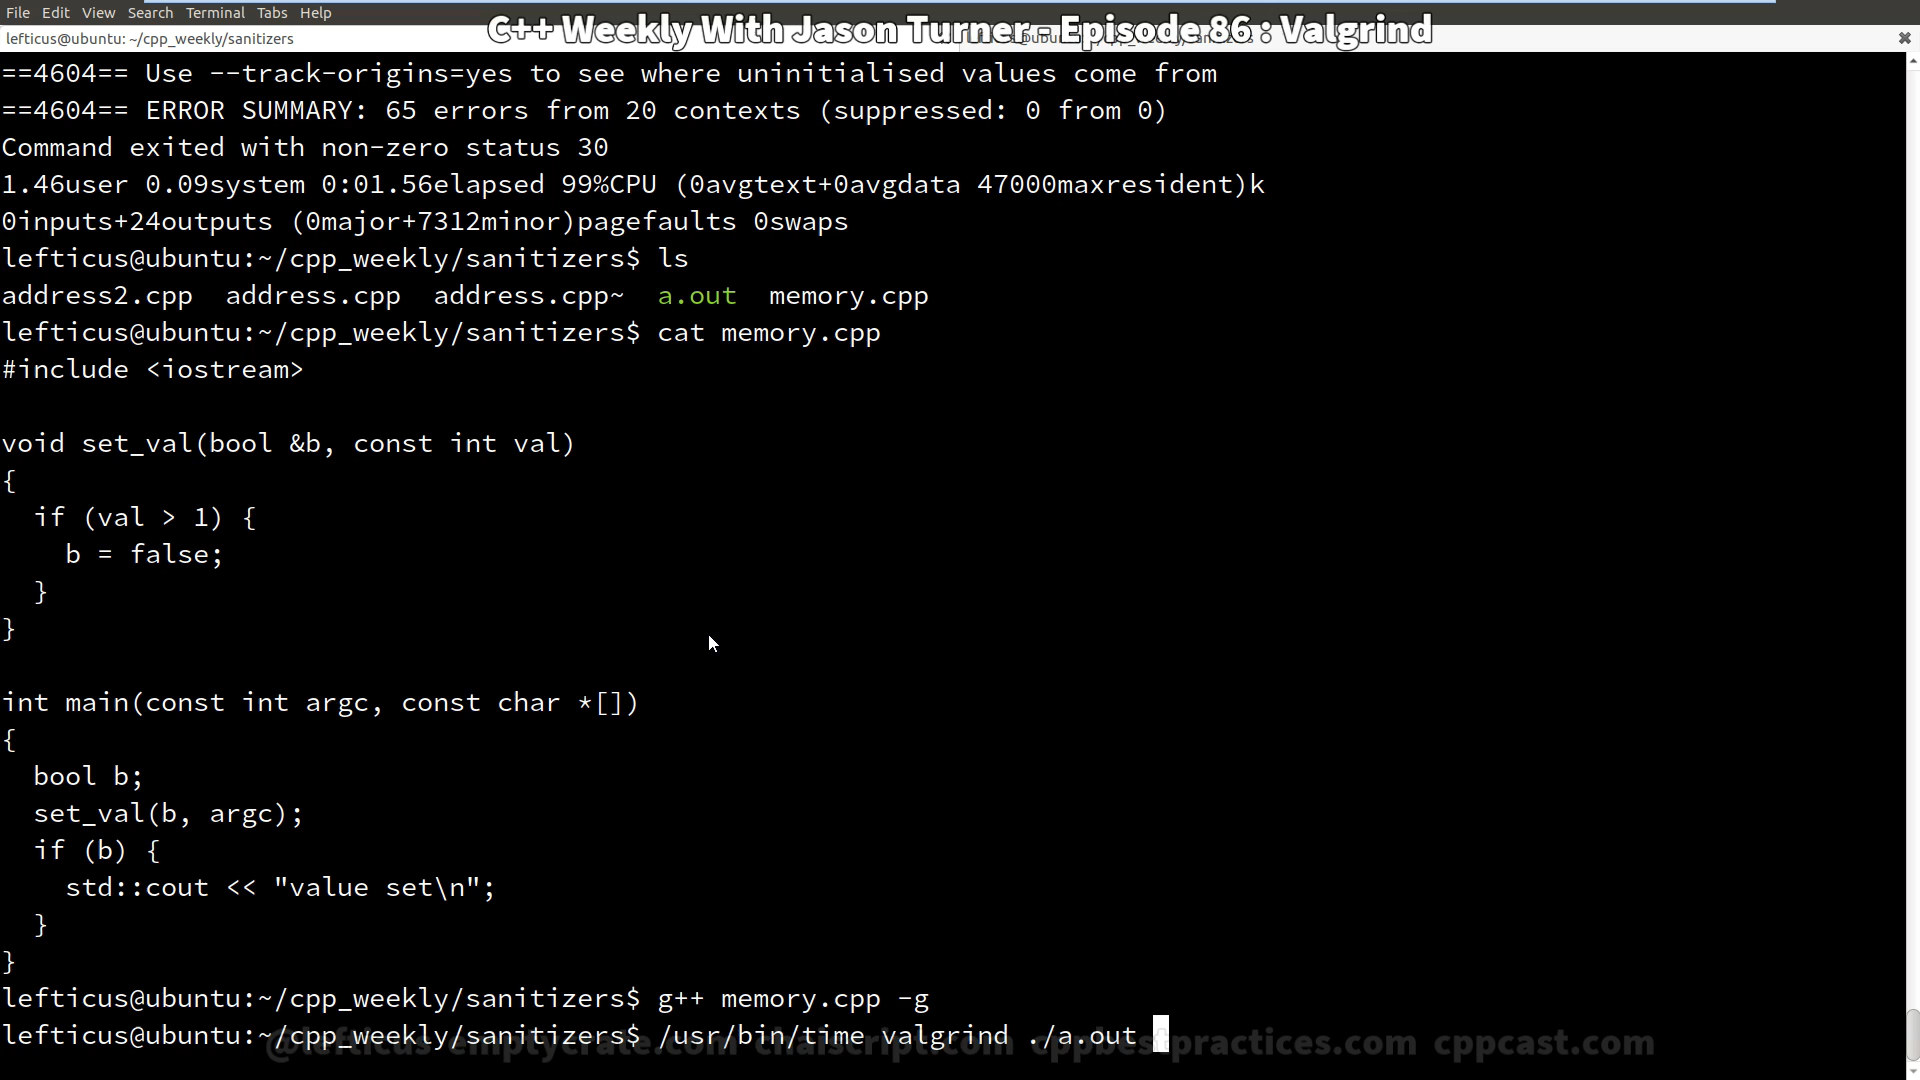 File Edit View Search Terminal Tabs Help
C++ Weekly With Jason Turner - Episode 86 : Valgrind
lefticus@ubuntu: ~/cpp_weekly/sanitizers
==4604== Use --track-origins=yes to see where uninitialised values come from
==4604== ERROR SUMMARY: 65 errors from 20 contexts (suppressed: 0 from 0)
Command exited with non-zero status 30
1.46user 0.09system 0:01.56elapsed 99%CPU (0avgtext+0avgdata 47000maxresident)k
0inputs+24outputs (0major+7312minor)pagefaults 0swaps
lefticus@ubuntu:~/cpp_weekly/sanitizers$ ls
address2.cpp  address.cpp  address.cpp~  a.out  memory.cpp
lefticus@ubuntu:~/cpp_weekly/sanitizers$ cat memory.cpp
#include <iostream>
void set_val(bool &b, const int val)
{
  if (val > 1) {
    b = false;
  }
}
int main(const int argc, const char *[])
{
  bool b;
  set_val(b, argc);
  if (b) {
    std::cout << "value set\n";
  }
}
lefticus@ubuntu:~/cpp_weekly/sanitizers$ g++ memory.cpp -g
lefticus@ubuntu:~/cpp_weekly/sanitizers$ /usr/bin/time valgrind ./a.out
@lefticus emptycrate.com chaiscript.com cppbestpractices.com cppcast.com